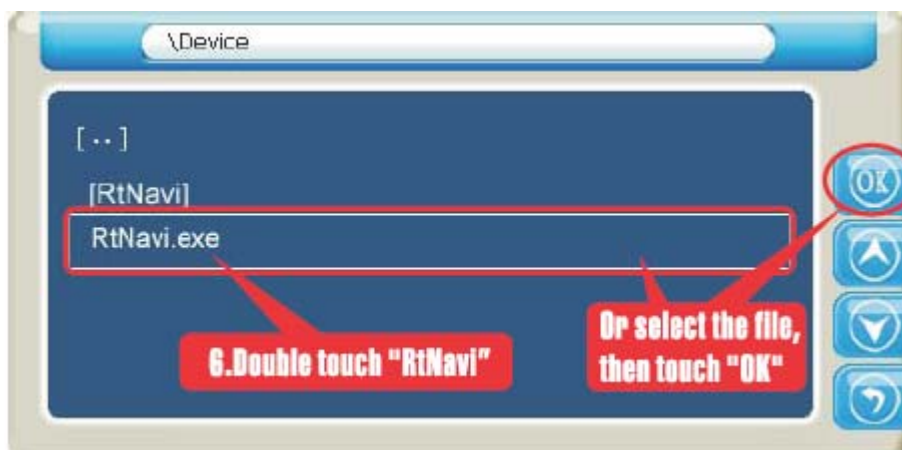 \Device
[..]
[RtNavi]
OK
RtNavi.exe
6.Double touch "RtNavi"
Or select the file,
then touch "OK"